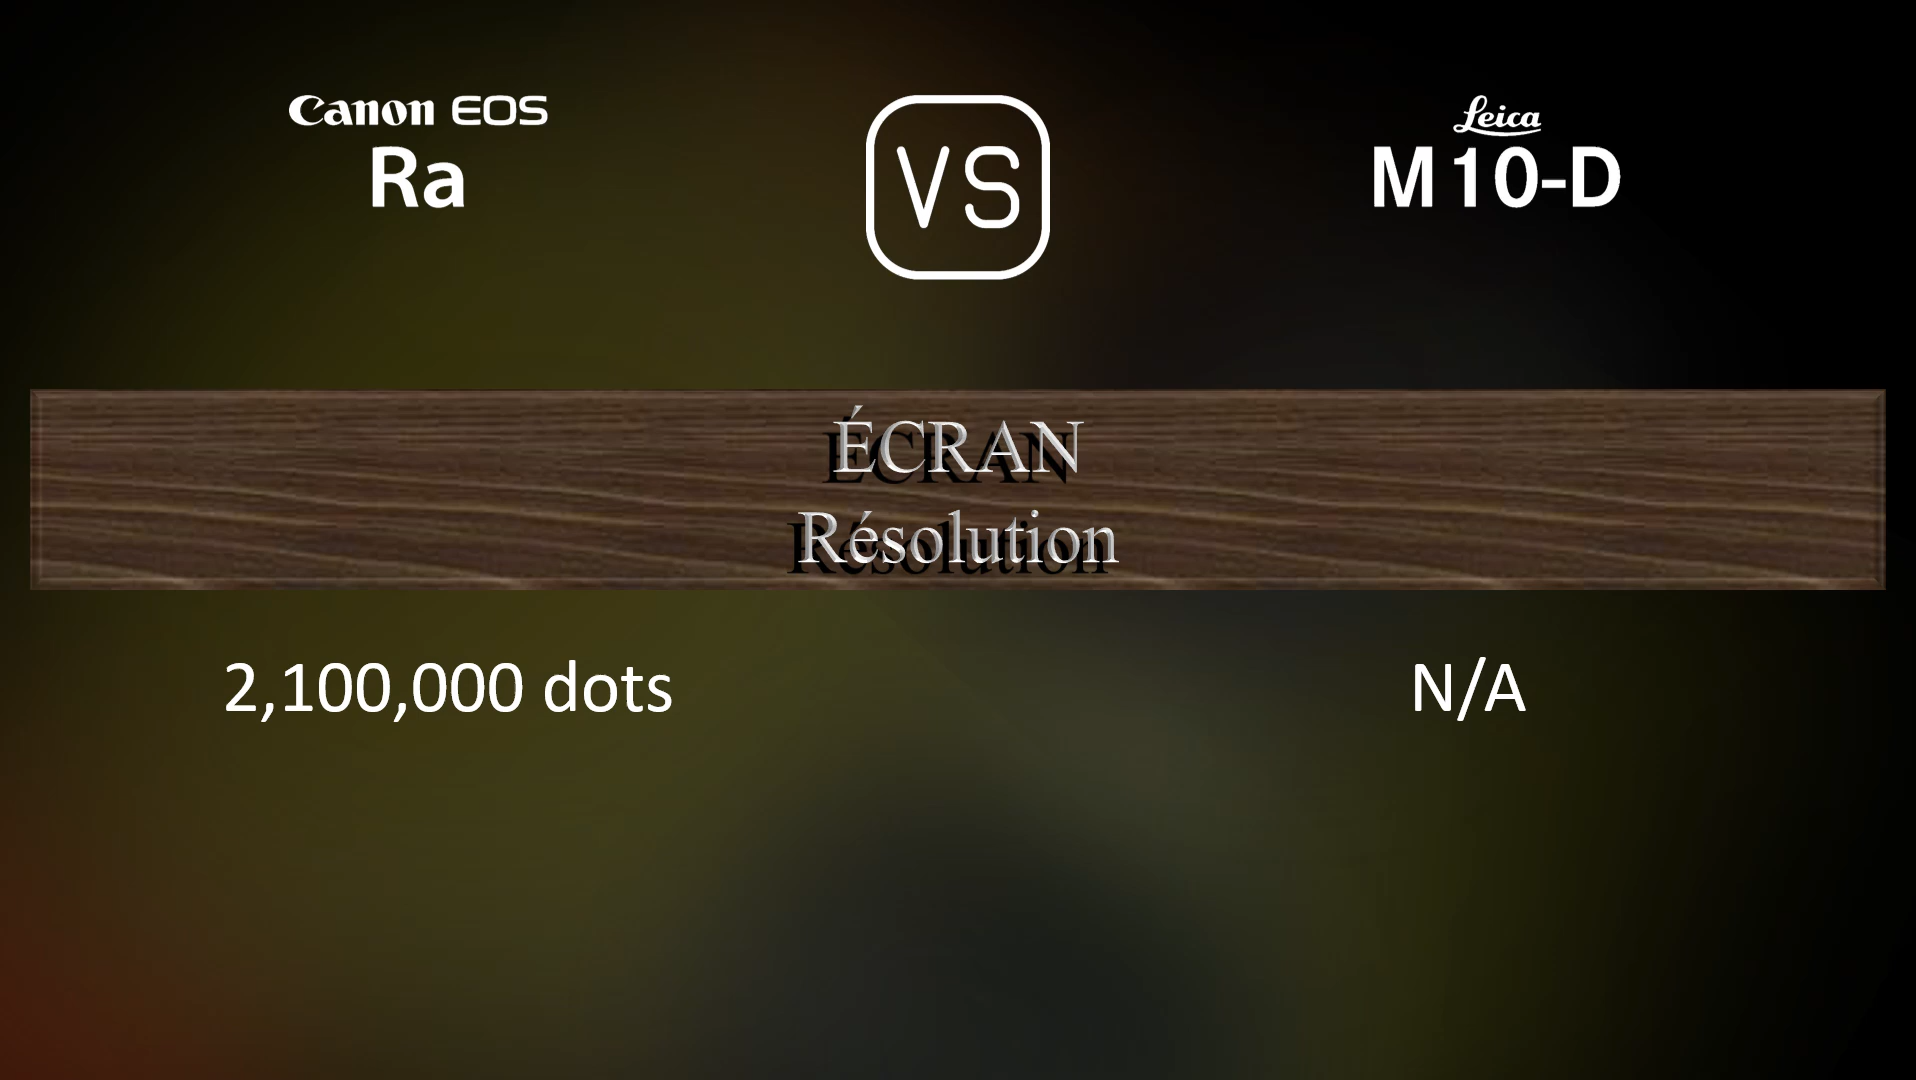 Canon EOS
Ra
VS
Leica
M10-D
ÉCRAN
Résolution
2,100,000 dots
N/A